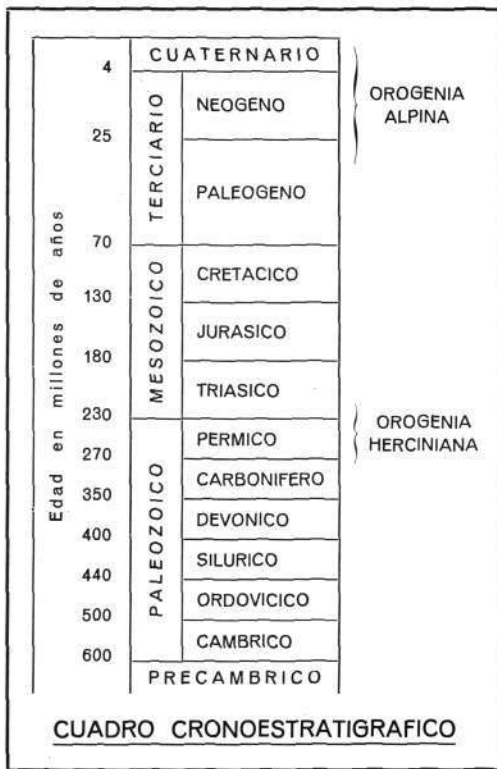 CUATERNARIO
4
NEOGENO
OROGENIA
ALPINA
25
TERCIARIO
PALEOGENO
70
CRETACICO
130
MESOZOICO
JURASICO
180
TRIASICO
230
PERMICO
OROGENIA
HERCINIANA
270
CARBONIFERO
350
DEVONICO
400
PALEOZOICO
SILURICO
440
ORDOVICICO
500
CAMBRICO
600
PRECAMBRICO
Edad en millones de años
CUADRO CRONOESTRATIGRAFICO